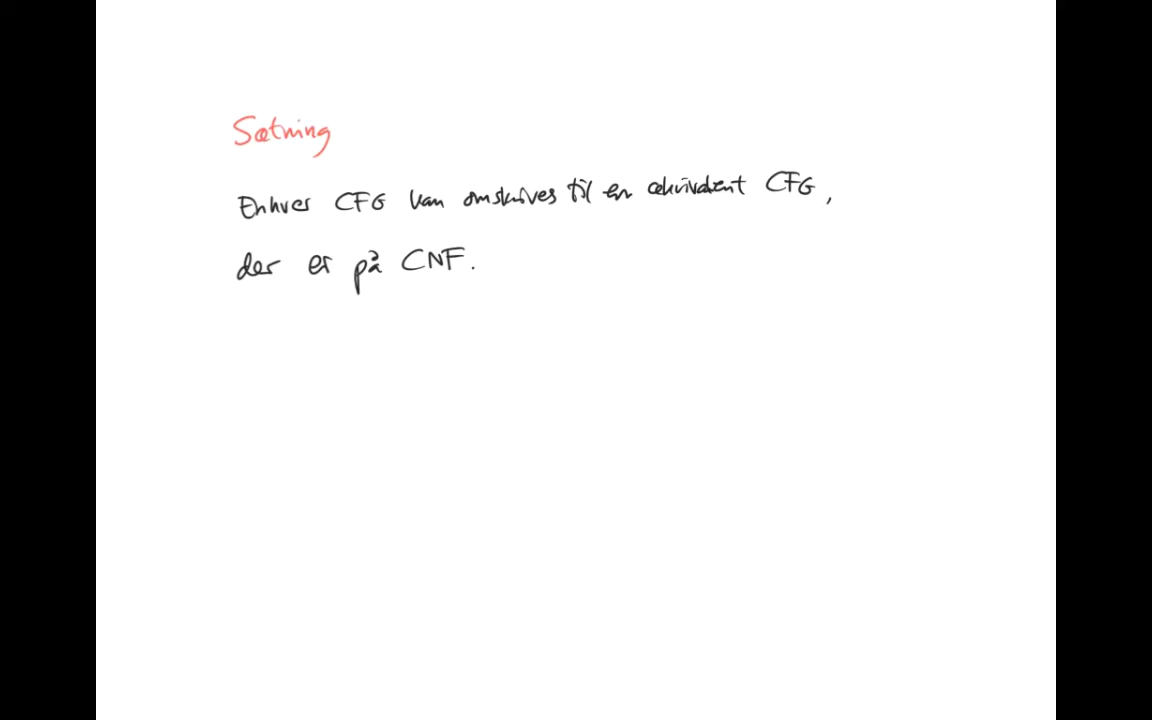 Sætning
Enhver CFG kan omskrives til en ækvivalent CFG,
der er på CNF.